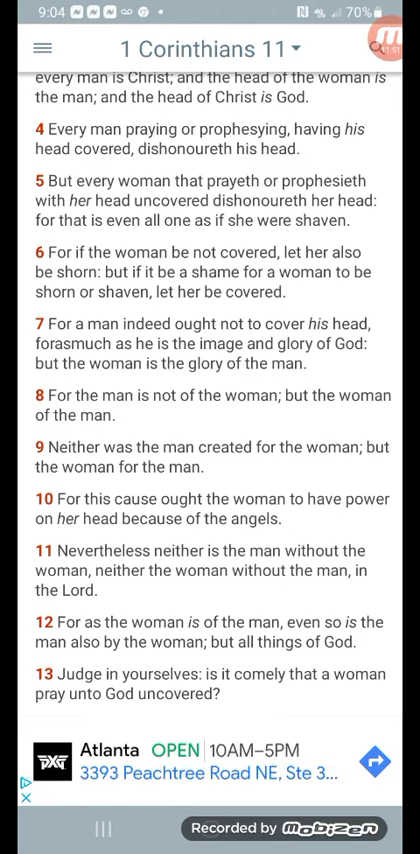 9:04 70%
1 Corinthians 11
every man is Christ; and the head of the woman is
the man; and the head of Christ is God.
4 Every man praying or prophesying, having his
head covered, dishonoureth his head.
5 But every woman that prayeth or prophesieth
with her head uncovered dishonoureth her head:
for that is even all one as if she were shaven.
6 For if the woman be not covered, let her also
be shorn: but if it be a shame for a woman to be
shorn or shaven, let her be covered.
7 For a man indeed ought not to cover his head,
forasmuch as he is the image and glory of God:
but the woman is the glory of the man.
8 For the man is not of the woman; but the woman
of the man.
9 Neither was the man created for the woman; but
the woman for the man.
10 For this cause ought the woman to have power
on her head because of the angels.
11 Nevertheless neither is the man without the
woman, neither the woman without the man, in
the Lord.
12 For as the woman is of the man, even so is the
man also by the woman; but all things of God.
13 Judge in yourselves: is it comely that a woman
pray unto God uncovered?
PXG
Atlanta OPEN 10AM–5PM
3393 Peachtree Road NE, Ste 3...
Recorded by mobizen